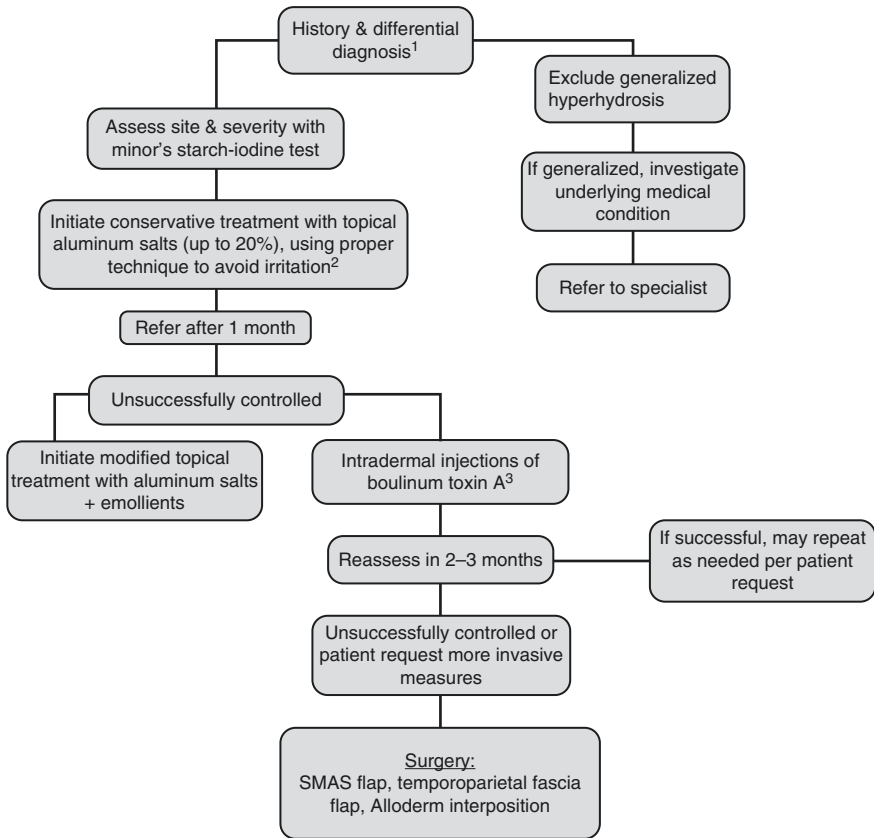 History & differential
diagnosis1
Exclude generalized
hyperhydrosis
Assess site & severity with
minor's starch-iodine test
If generalized, investigate
underlying medical
condition
Initiate conservative treatment with topical
aluminum salts (up to 20%), using proper
technique to avoid irritation2
Refer to specialist
Refer after 1 month
Unsuccessfully controlled
Initiate modified topical
treatment with aluminum salts
+ emollients
Intradermal injections of
boulinum toxin A3
Reassess in 2–3 months
If successful, may repeat
as needed per patient
request
Unsuccessfully controlled or
patient request more invasive
measures
Surgery:
SMAS flap, temporoparietal fascia
flap, Alloderm interposition